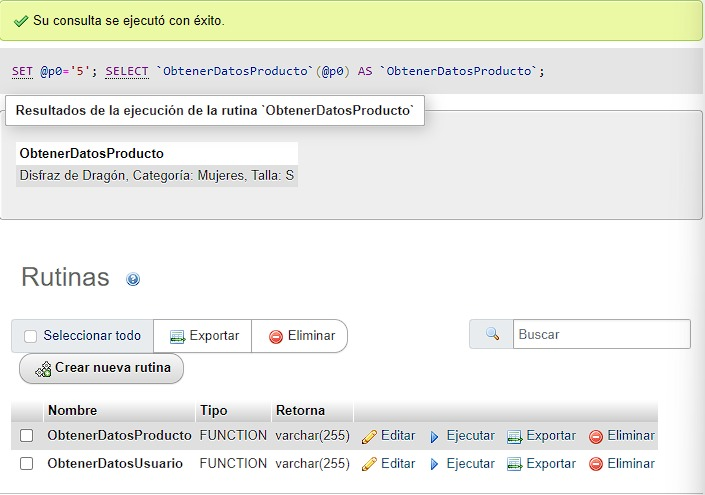 Su consulta se ejecutó con éxito.
SET @p0='5'; SELECT `ObtenerDatosProducto`(@p0) AS `ObtenerDatosProducto`;
Resultados de la ejecución de la rutina `ObtenerDatosProducto`
ObtenerDatosProducto
Disfraz de Dragón, Categoría: Mujeres, Talla: S
Rutinas
Seleccionar todo Exportar Eliminar Buscar
Crear nueva rutina
Nombre Tipo Retorna
ObtenerDatosProducto FUNCTION varchar(255) Editar Ejecutar Exportar Eliminar
ObtenerDatosUsuario FUNCTION varchar(255) Editar Ejecutar Exportar Eliminar